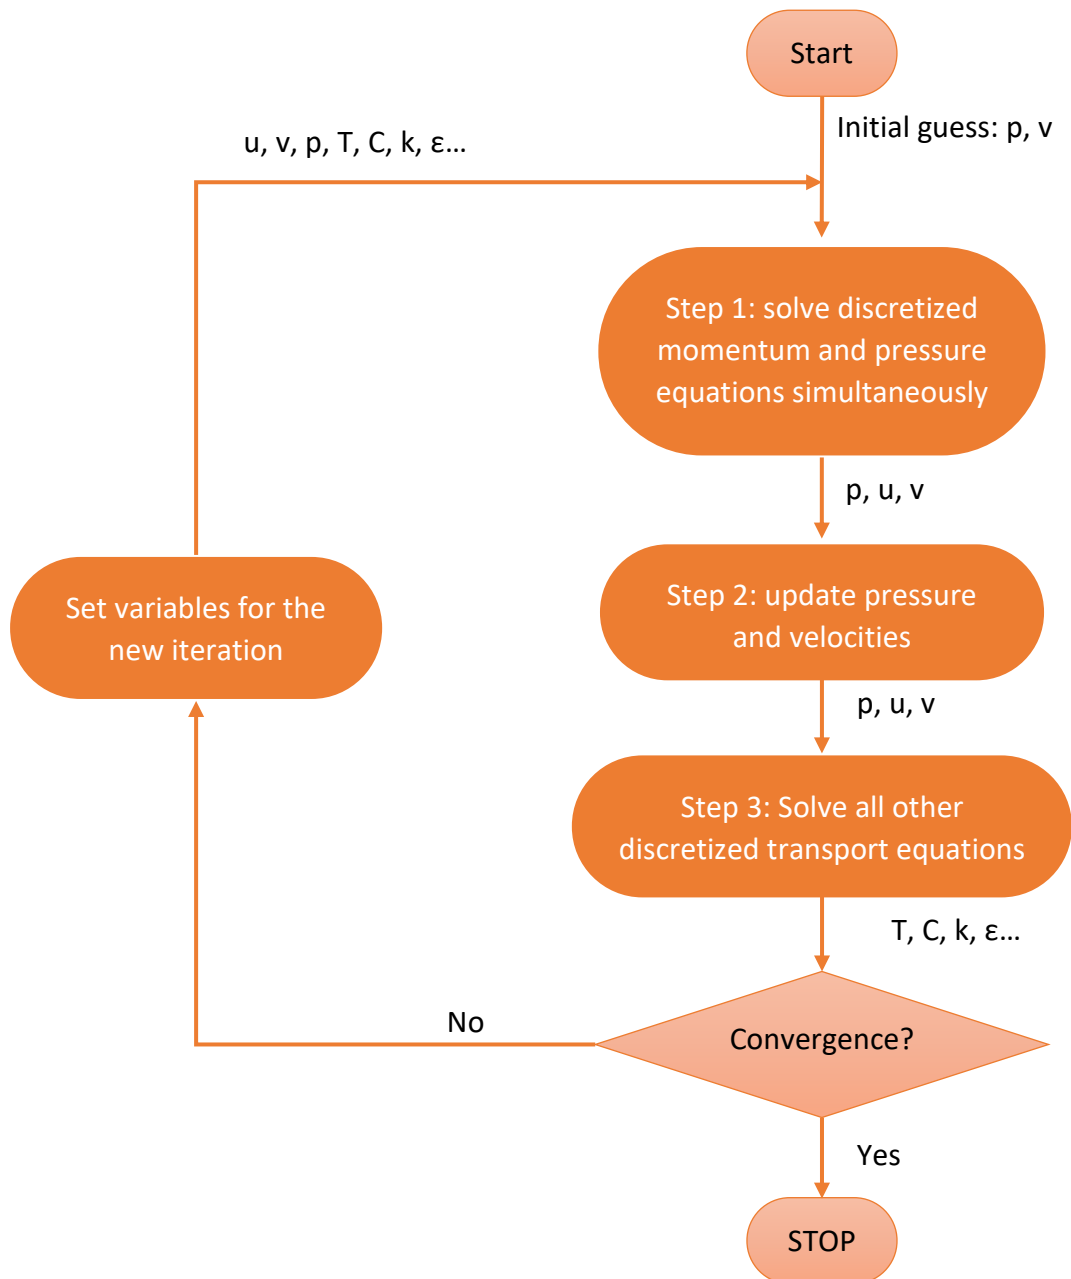 Start
Initial guess: p, v
u, v, p, T, C, k, ε…
Step 1: solve discretized
momentum and pressure
equations simultaneously
p, u, v
Step 2: update pressure
and velocities
Set variables for the
new iteration
p, u, v
Step 3: Solve all other
discretized transport equations
T, C, k, ε…
No
Convergence?
Yes
STOP